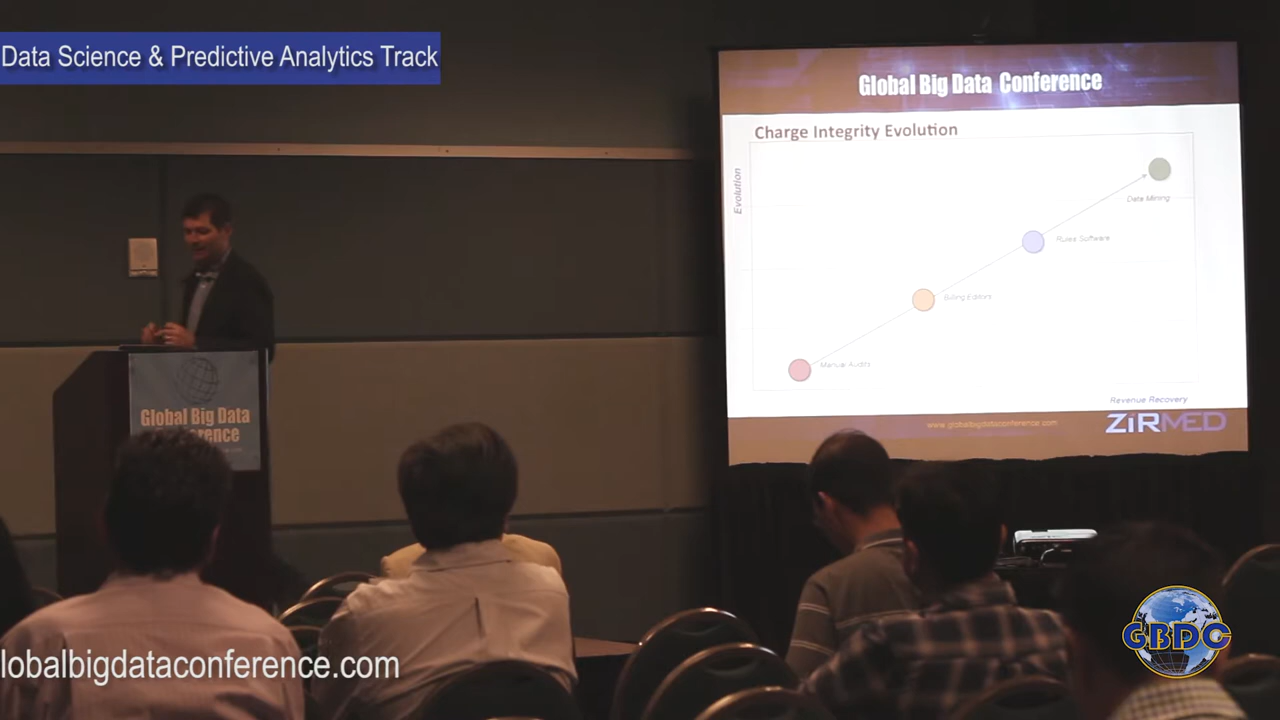 Data Science & Predictive Analytics Track
Global Big Data Conference
Charge Integrity Evolution
Evolution
Data Mining
Rules Software
Billing Editors
Manual Audits
Revenue Recovery
www.globalbigdataconference.com
ZiRMED
Global Big Data
lobalbigdataconference.com
GBDC